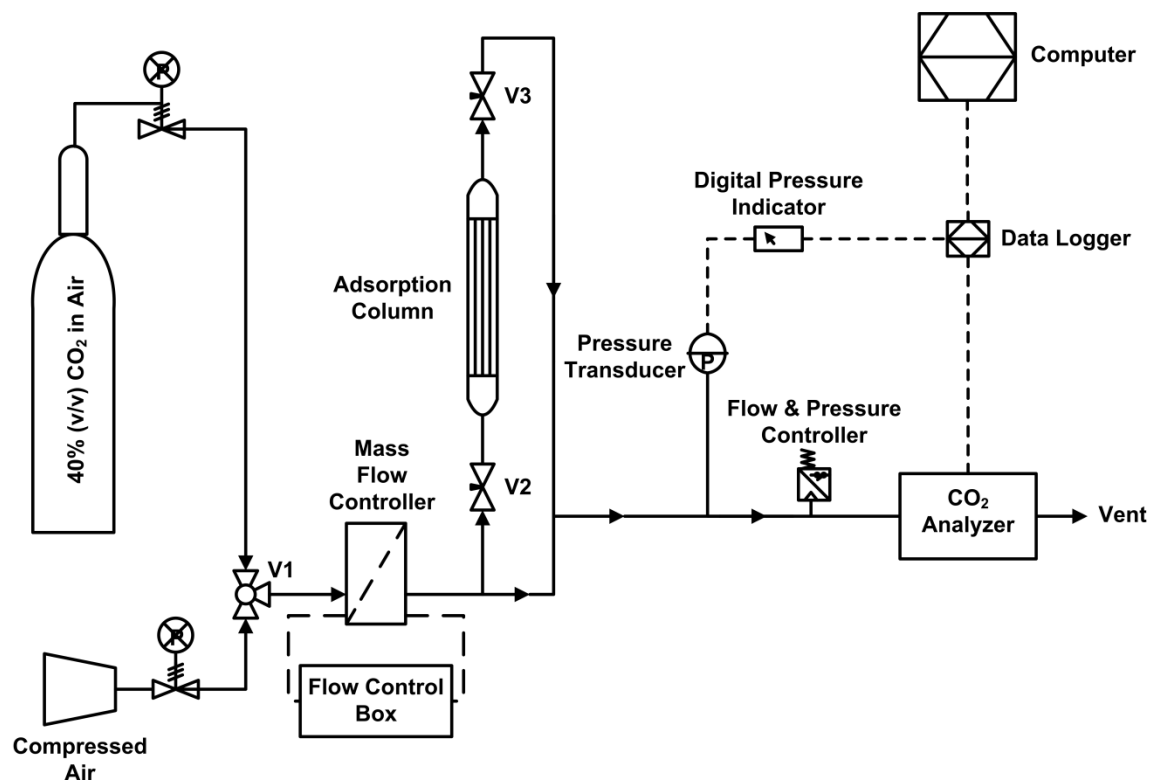 P
V3
Computer
Digital Pressure
Indicator
Data Logger
40% (v/v) CO₂ in Air
Adsorption
Column
Pressure
Transducer
P
Flow & Pressure
Controller
Mass
Flow
Controller
V2
CO₂
Analyzer
Vent
V1
P
Flow Control
Box
Compressed
Air